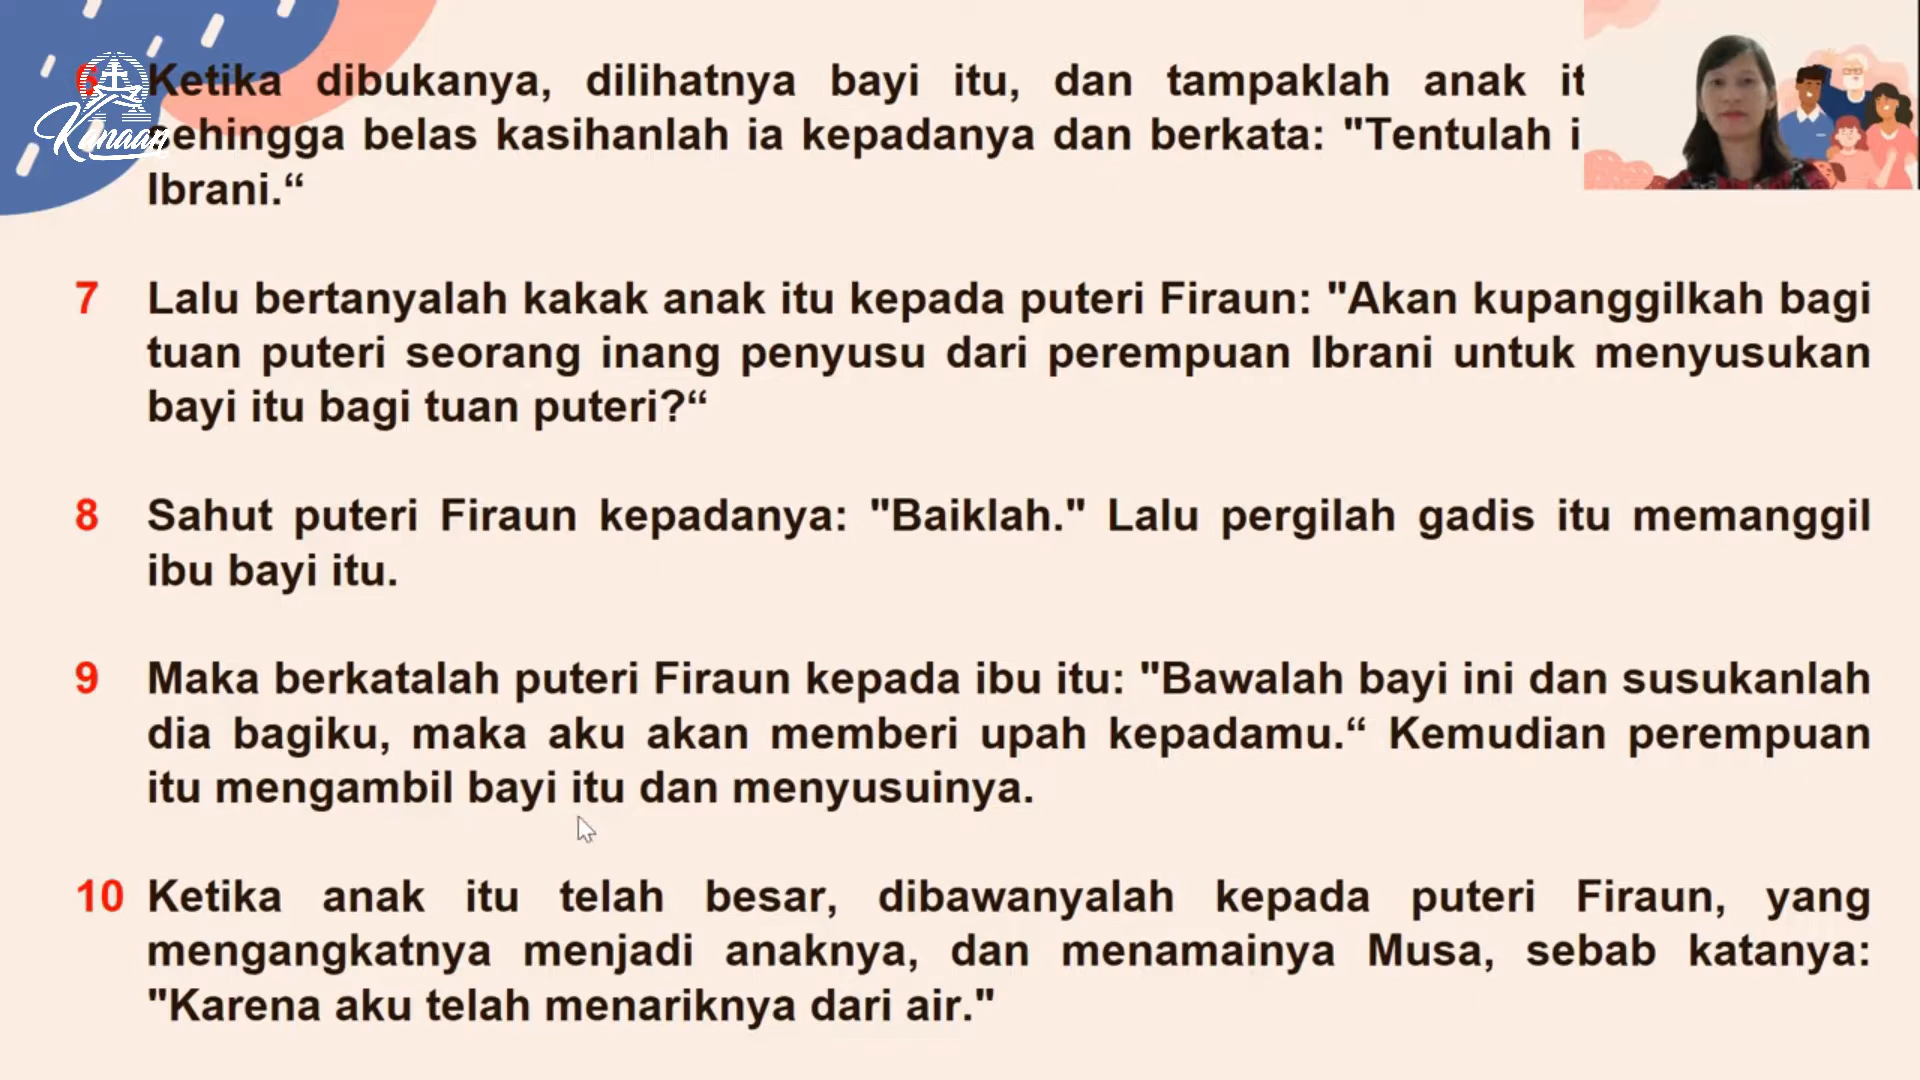 Kanaan
6 Ketika dibukanya, dilihatnya bayi itu, dan tampaklah anak
sehingga belas kasihanlah ia kepadanya dan berkata: "Tentulah
Ibrani.“
7 Lalu bertanyalah kakak anak itu kepada puteri Firaun: "Akan kupanggilkah bagi
tuan puteri seorang inang penyusu dari perempuan Ibrani untuk menyusukan
bayi itu bagi tuan puteri?“
8 Sahut puteri Firaun kepadanya: "Baiklah." Lalu pergilah gadis itu memanggil
ibu bayi itu.
9 Maka berkatalah puteri Firaun kepada ibu itu: "Bawalah bayi ini dan susukanlah
dia bagiku, maka aku akan memberi upah kepadamu.“ Kemudian perempuan
itu mengambil bayi itu dan menyusuinya.
10 Ketika anak itu telah besar, dibawanyalah kepada puteri Firaun, yang
mengangkatnya menjadi anaknya, dan menamainya Musa, sebab katanya:
"Karena aku telah menariknya dari air."